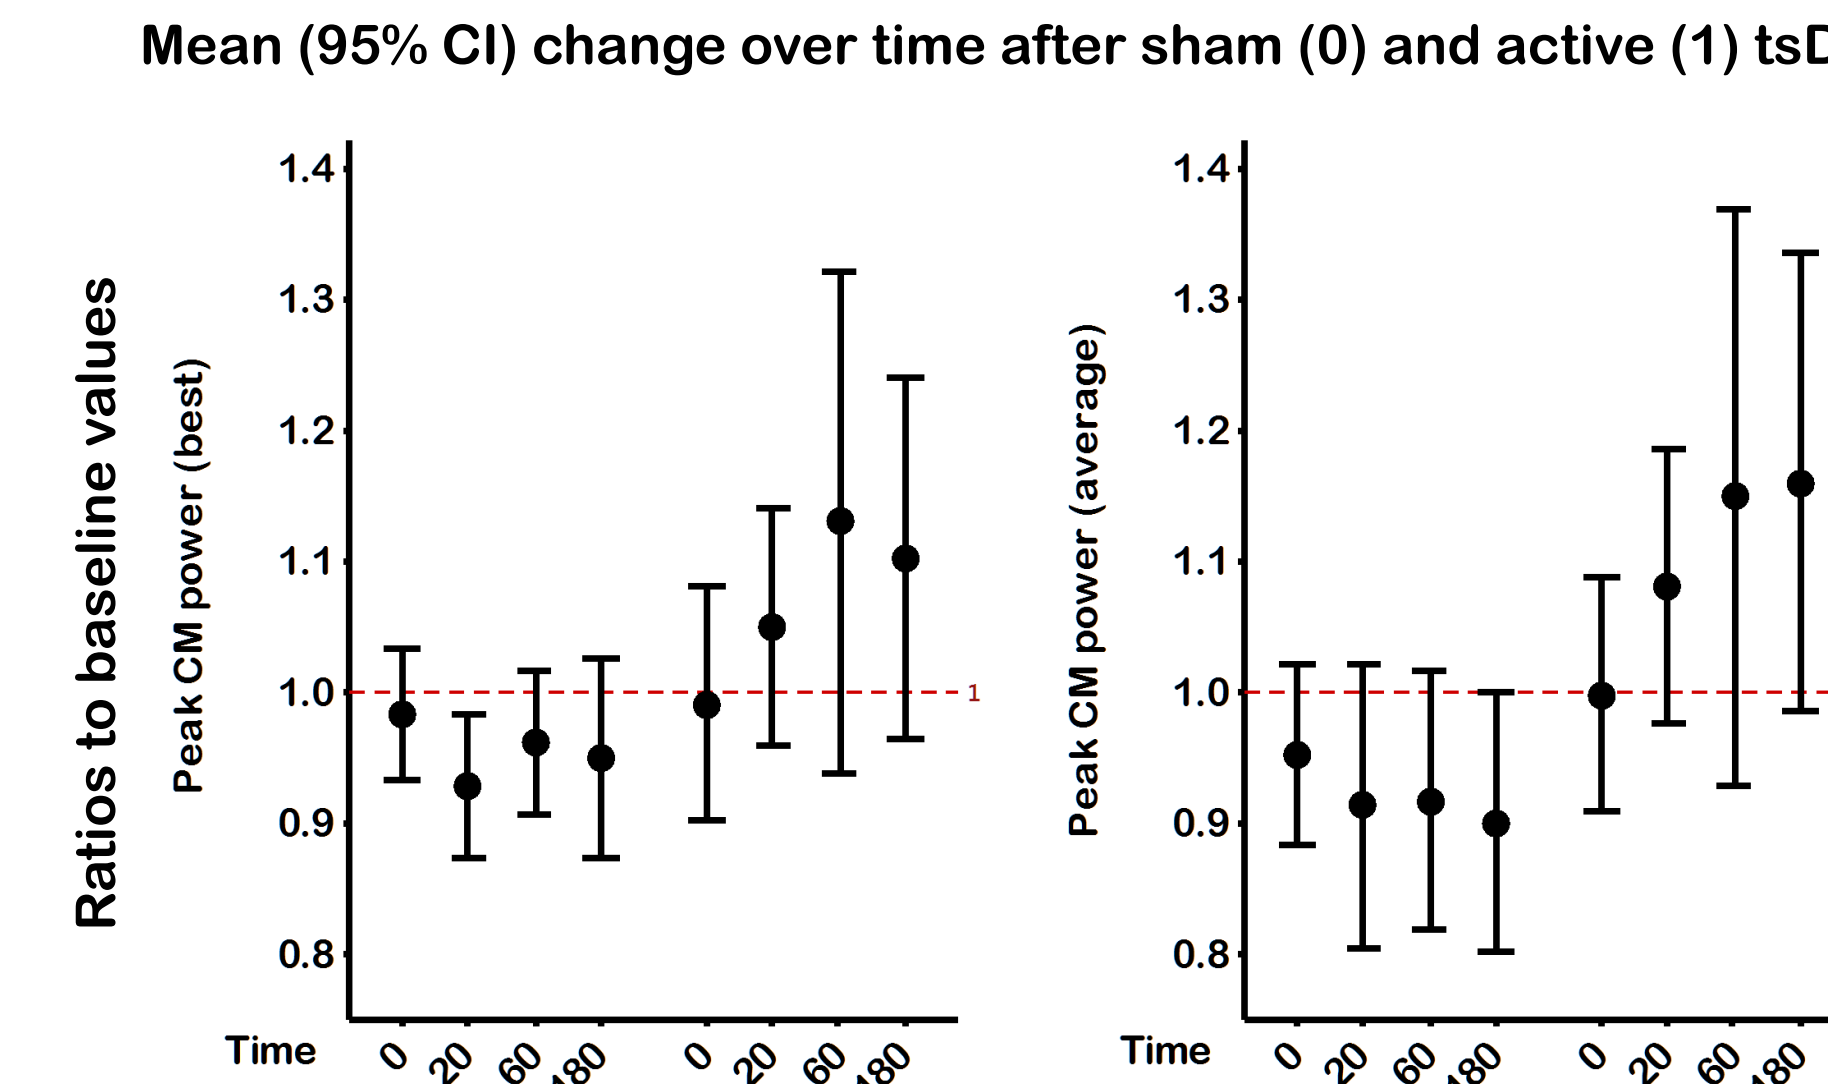 Mean (95% CI) change over time after sham (0) and active (1) tsD
Ratios to baseline values
Peak CM power (best)
1.4
1.3
1.2
1.1
1.0
0.9
0.8
1
Time 0 20 60 180 0 20 60 180
Peak CM power (average)
1.4
1.3
1.2
1.1
1.0
0.9
0.8
Time 0 20 60 180 0 20 60 180